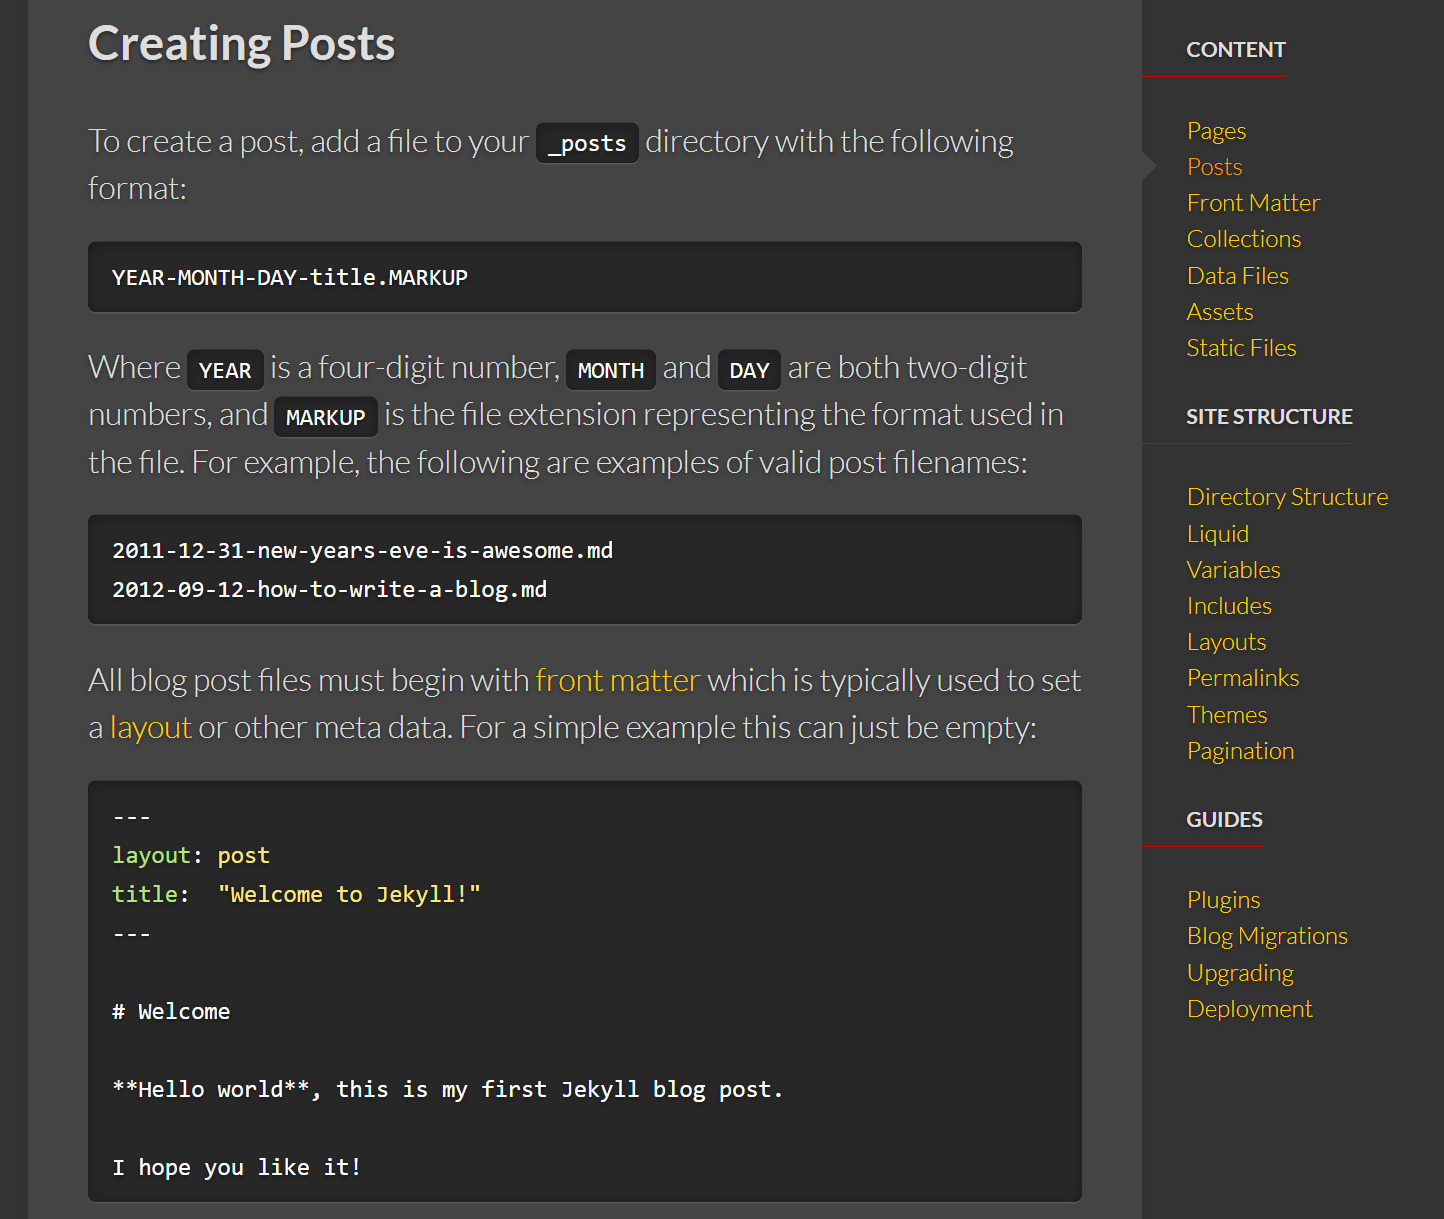 Creating Posts
To create a post, add a file to your _posts directory with the following
format:
YEAR-MONTH-DAY-title.MARKUP
Where YEAR is a four-digit number, MONTH and DAY are both two-digit
numbers, and MARKUP is the file extension representing the format used in
the file. For example, the following are examples of valid post filenames:
2011-12-31-new-years-eve-is-awesome.md
2012-09-12-how-to-write-a-blog.md
All blog post files must begin with front matter which is typically used to set
a layout or other meta data. For a simple example this can just be empty:
---
layout: post
title:  "Welcome to Jekyll!"
---
# Welcome
**Hello world**, this is my first Jekyll blog post.
I hope you like it!
CONTENT
Pages
Posts
Front Matter
Collections
Data Files
Assets
Static Files
SITE STRUCTURE
Directory Structure
Liquid
Variables
Includes
Layouts
Permalinks
Themes
Pagination
GUIDES
Plugins
Blog Migrations
Upgrading
Deployment